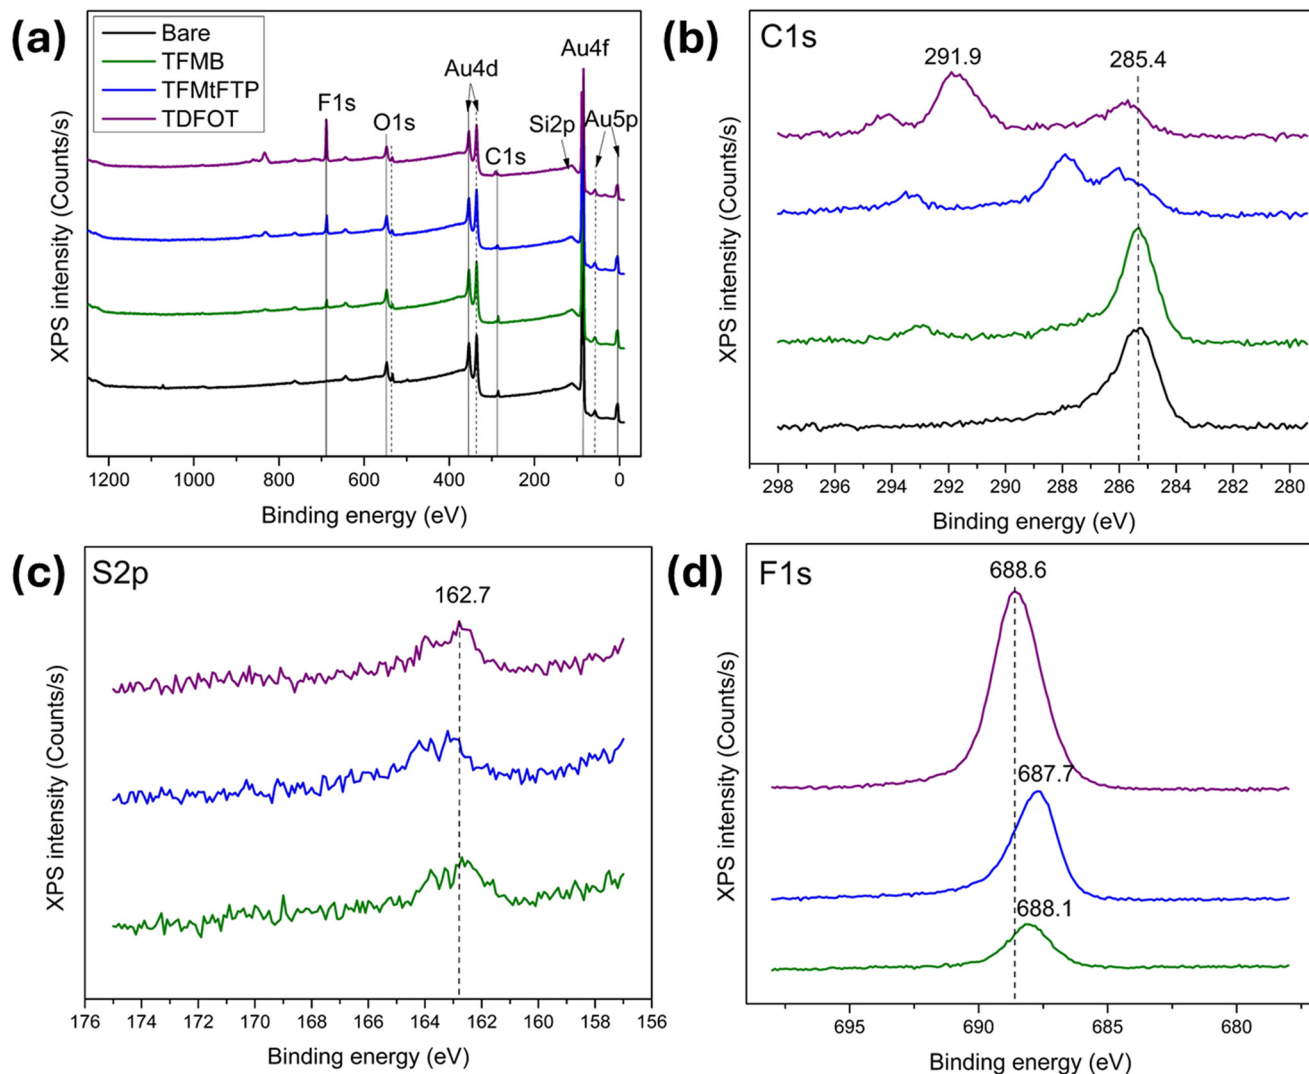 (a)
Bare
TFMB
TFMtFTP
TDFOT
F1s
O1s
Au4d
C1s
Si2p
Au4f
Au5p
XPS intensity (Counts/s)
1200 1000 800 600 400 200 0
Binding energy (eV)
(b)
C1s
291.9
285.4
XPS intensity (Counts/s)
298 296 294 292 290 288 286 284 282 280
Binding energy (eV)
(c)
S2p
162.7
XPS intensity (Counts/s)
176 174 172 170 168 166 164 162 160 158 156
Binding energy (eV)
(d)
F1s
688.6
687.7
688.1
XPS intensity (Counts/s)
695 690 685 680
Binding energy (eV)